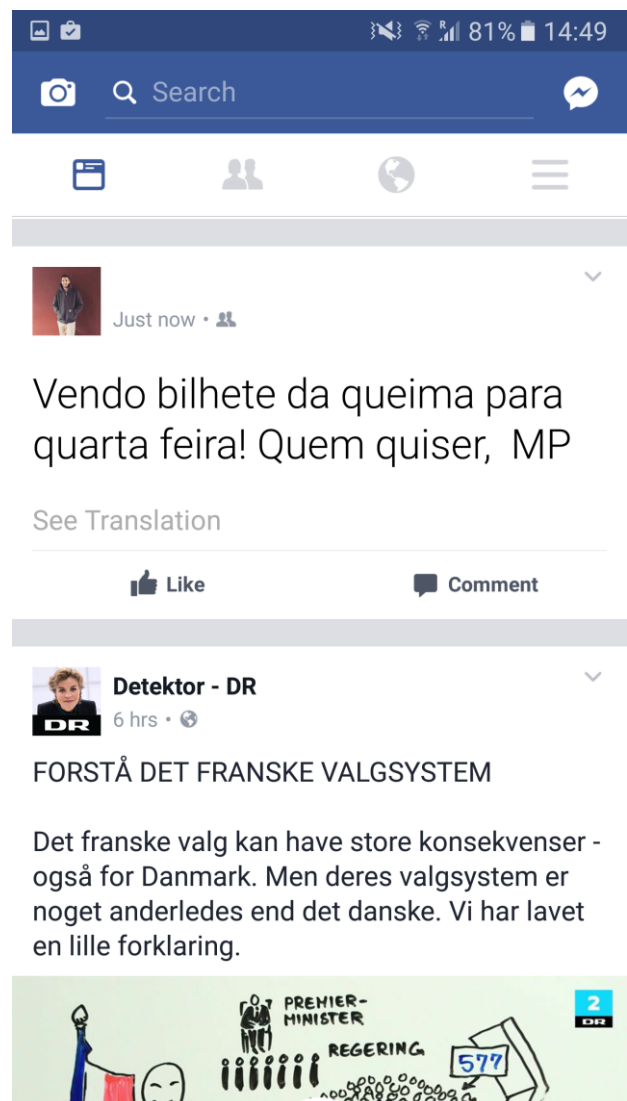 81% 14:49
Search
Just now •
Vendo bilhete da queima para
quarta feira! Quem quiser, MP
See Translation
Like Comment
Detektor - DR
DR 6 hrs •
FORSTÅ DET FRANSKE VALGSYSTEM
Det franske valg kan have store konsekvenser -
også for Danmark. Men deres valgsystem er
noget anderledes end det danske. Vi har lavet
en lille forklaring.
PREMIER-
MINISTER
2
DR
REGERING
577